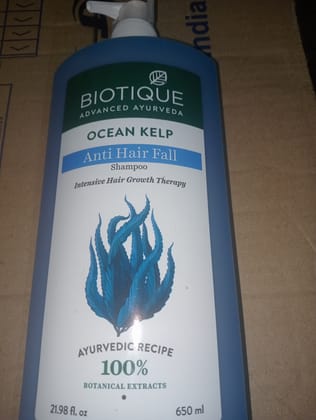 BIOTIQUE
ADVANCED AYURVEDA
OCEAN KELP
Anti Hair Fall
Shampoo
Intensive Hair Growth Therapy
AYURVEDIC RECIPE
100%
BOTANICAL EXTRACTS
21.98 fl. oz 650 ml
ndia